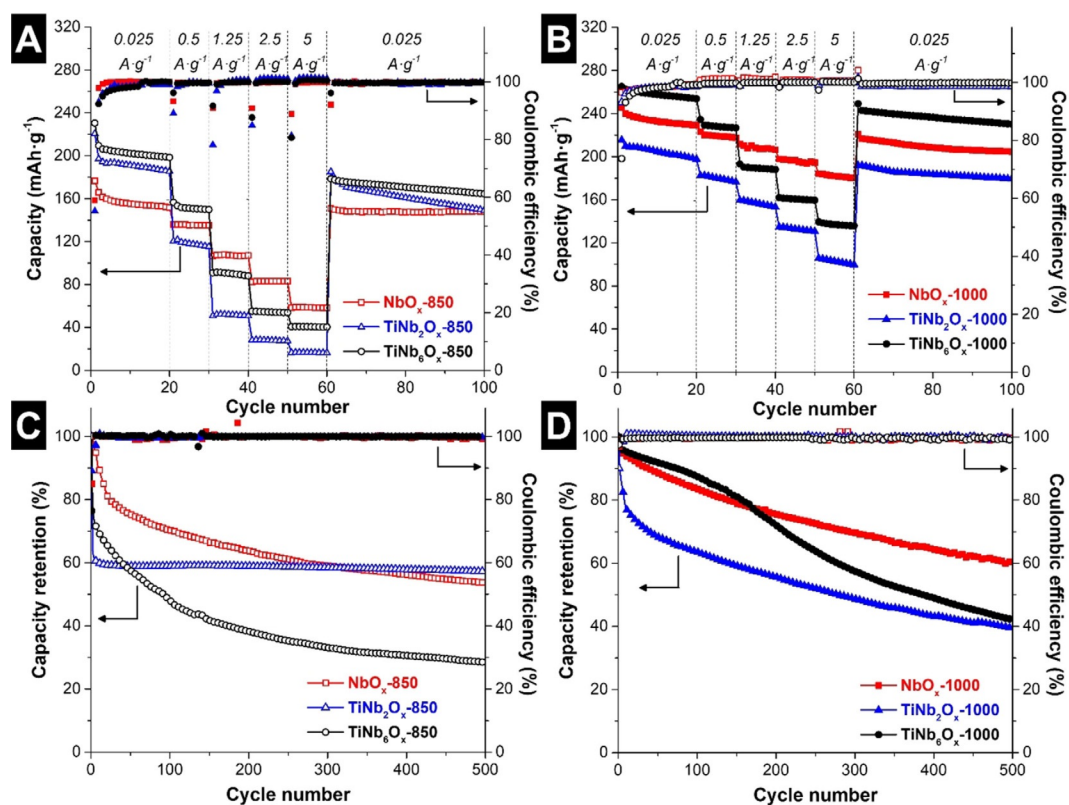 A
0.025 0.5 1.25 2.5 5 0.025
A·g⁻¹ A·g⁻¹ A·g⁻¹ A·g⁻¹ A·g⁻¹ A·g⁻¹
320
280
240
200
160
120
80
40
0
Capacity (mAh·g⁻¹)
100
80
60
40
20
0
Coulombic efficiency (%)
NbOₓ-850
TiNb₂Oₓ-850
TiNb₆Oₓ-850
0 20 40 60 80 100
Cycle number
B
0.025 0.5 1.25 2.5 5 0.025
A·g⁻¹ A·g⁻¹ A·g⁻¹ A·g⁻¹ A·g⁻¹ A·g⁻¹
320
280
240
200
160
120
80
40
0
Capacity (mAh·g⁻¹)
100
80
60
40
20
0
Coulombic efficiency (%)
NbOₓ-1000
TiNb₂Oₓ-1000
TiNb₆Oₓ-1000
0 20 40 60 80 100
Cycle number
C
100
80
60
40
20
0
Capacity retention (%)
100
80
60
40
20
0
Coulombic efficiency (%)
NbOₓ-850
TiNb₂Oₓ-850
TiNb₆Oₓ-850
0 100 200 300 400 500
Cycle number
D
100
80
60
40
20
0
Capacity retention (%)
100
80
60
40
20
0
Coulombic efficiency (%)
NbOₓ-1000
TiNb₂Oₓ-1000
TiNb₆Oₓ-1000
0 100 200 300 400 500
Cycle number